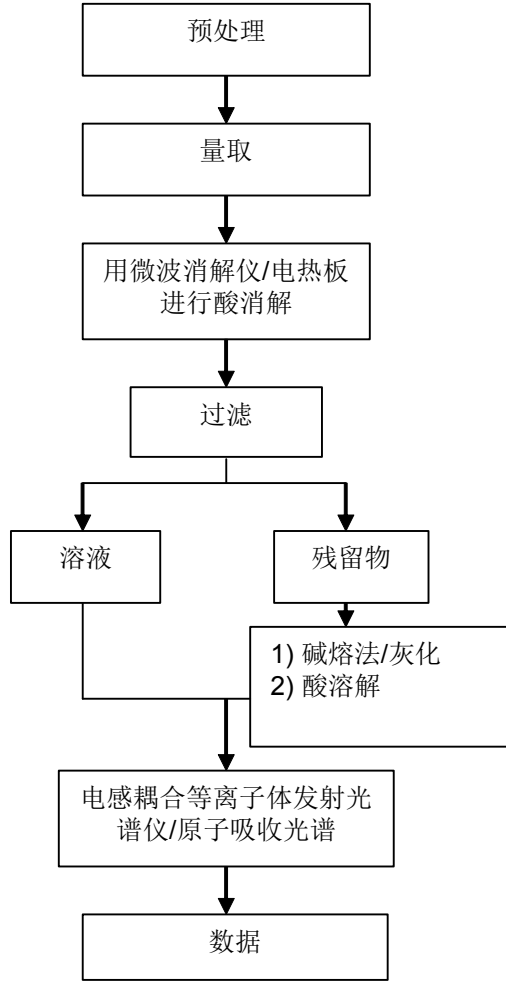 预处理
量取
用微波消解仪/电热板
进行酸消解
过滤
溶液
残留物
1) 碱熔法/灰化
2) 酸溶解
电感耦合等离子体发射光
谱仪/原子吸收光谱
数据